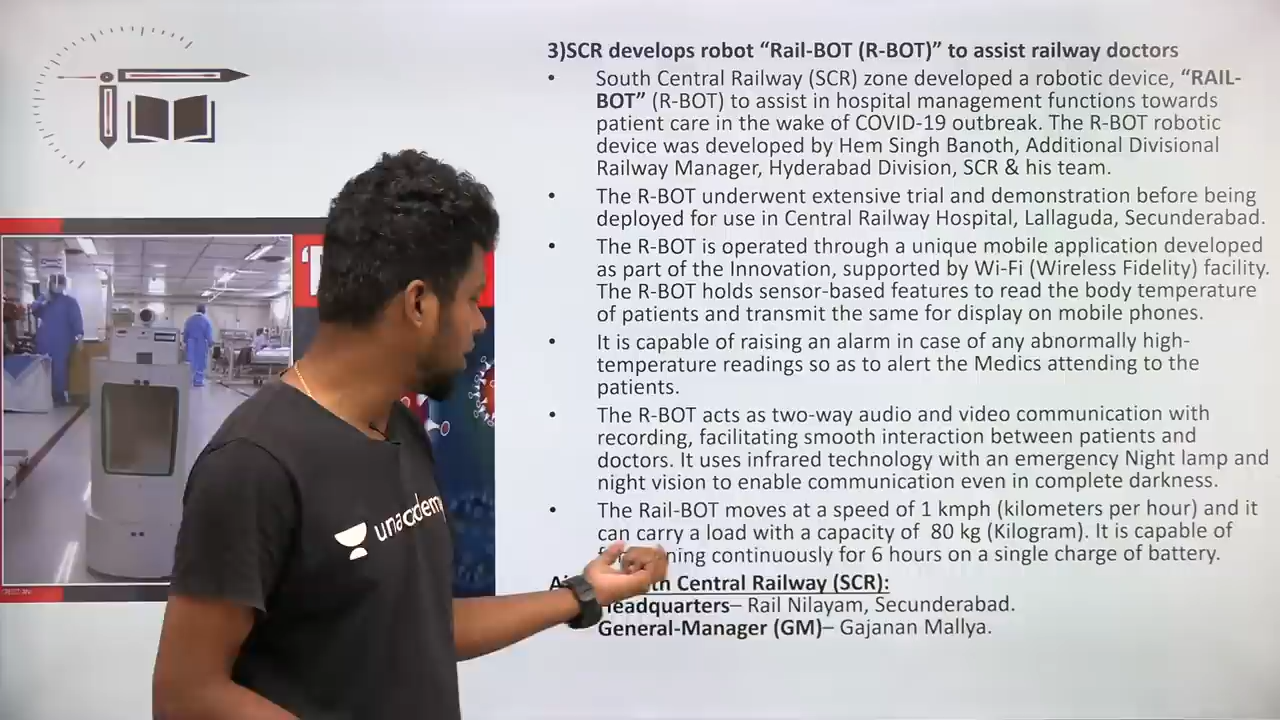 3)SCR develops robot “Rail-BOT (R-BOT)” to assist railway doctors
• South Central Railway (SCR) zone developed a robotic device, “RAIL-
BOT” (R-BOT) to assist in hospital management functions towards
patient care in the wake of COVID-19 outbreak. The R-BOT robotic
device was developed by Hem Singh Banoth, Additional Divisional
Railway Manager, Hyderabad Division, SCR & his team.
• The R-BOT underwent extensive trial and demonstration before being
deployed for use in Central Railway Hospital, Lallaguda, Secunderabad.
• The R-BOT is operated through a unique mobile application developed
as part of the Innovation, supported by Wi-Fi (Wireless Fidelity) facility.
The R-BOT holds sensor-based features to read the body temperature
of patients and transmit the same for display on mobile phones.
• It is capable of raising an alarm in case of any abnormally high-
temperature readings so as to alert the Medics attending to the
patients.
• The R-BOT acts as two-way audio and video communication with
recording, facilitating smooth interaction between patients and
doctors. It uses infrared technology with an emergency Night lamp and
night vision to enable communication even in complete darkness.
• The Rail-BOT moves at a speed of 1 kmph (kilometers per hour) and it
can carry a load with a capacity of 80 kg (Kilogram). It is capable of
continuously for 6 hours on a single charge of battery.
Central Railway (SCR):
Headquarters– Rail Nilayam, Secunderabad.
General-Manager (GM)– Gajanan Mallya.
unacademy